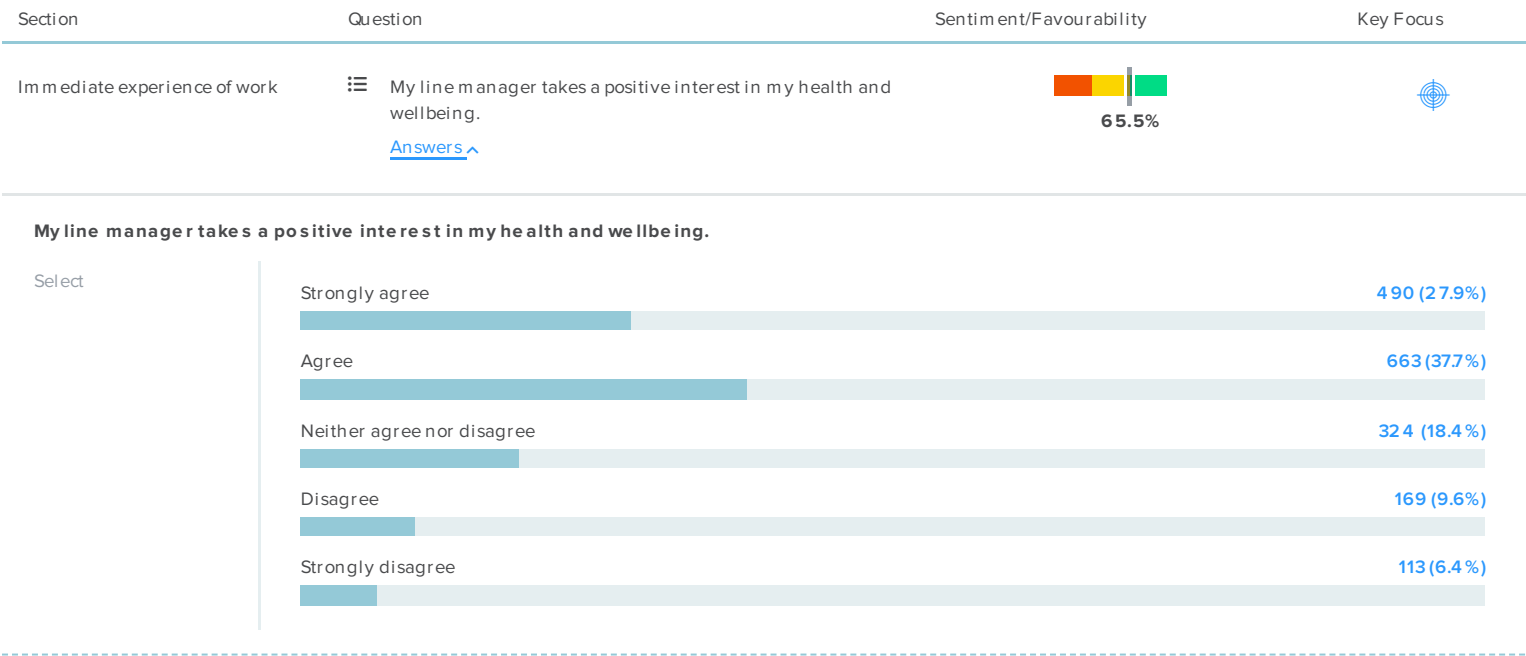 Section Question Sentiment/Favourability Key Focus
Immediate experience of work My line manager takes a positive interest in my health and
wellbeing.
65.5%
Answers
My line manager takes a positive interest in my health and wellbeing.
Select
Strongly agree 490 (27.9%)
Agree 663 (37.7%)
Neither agree nor disagree 324 (18.4%)
Disagree 169 (9.6%)
Strongly disagree 113 (6.4%)